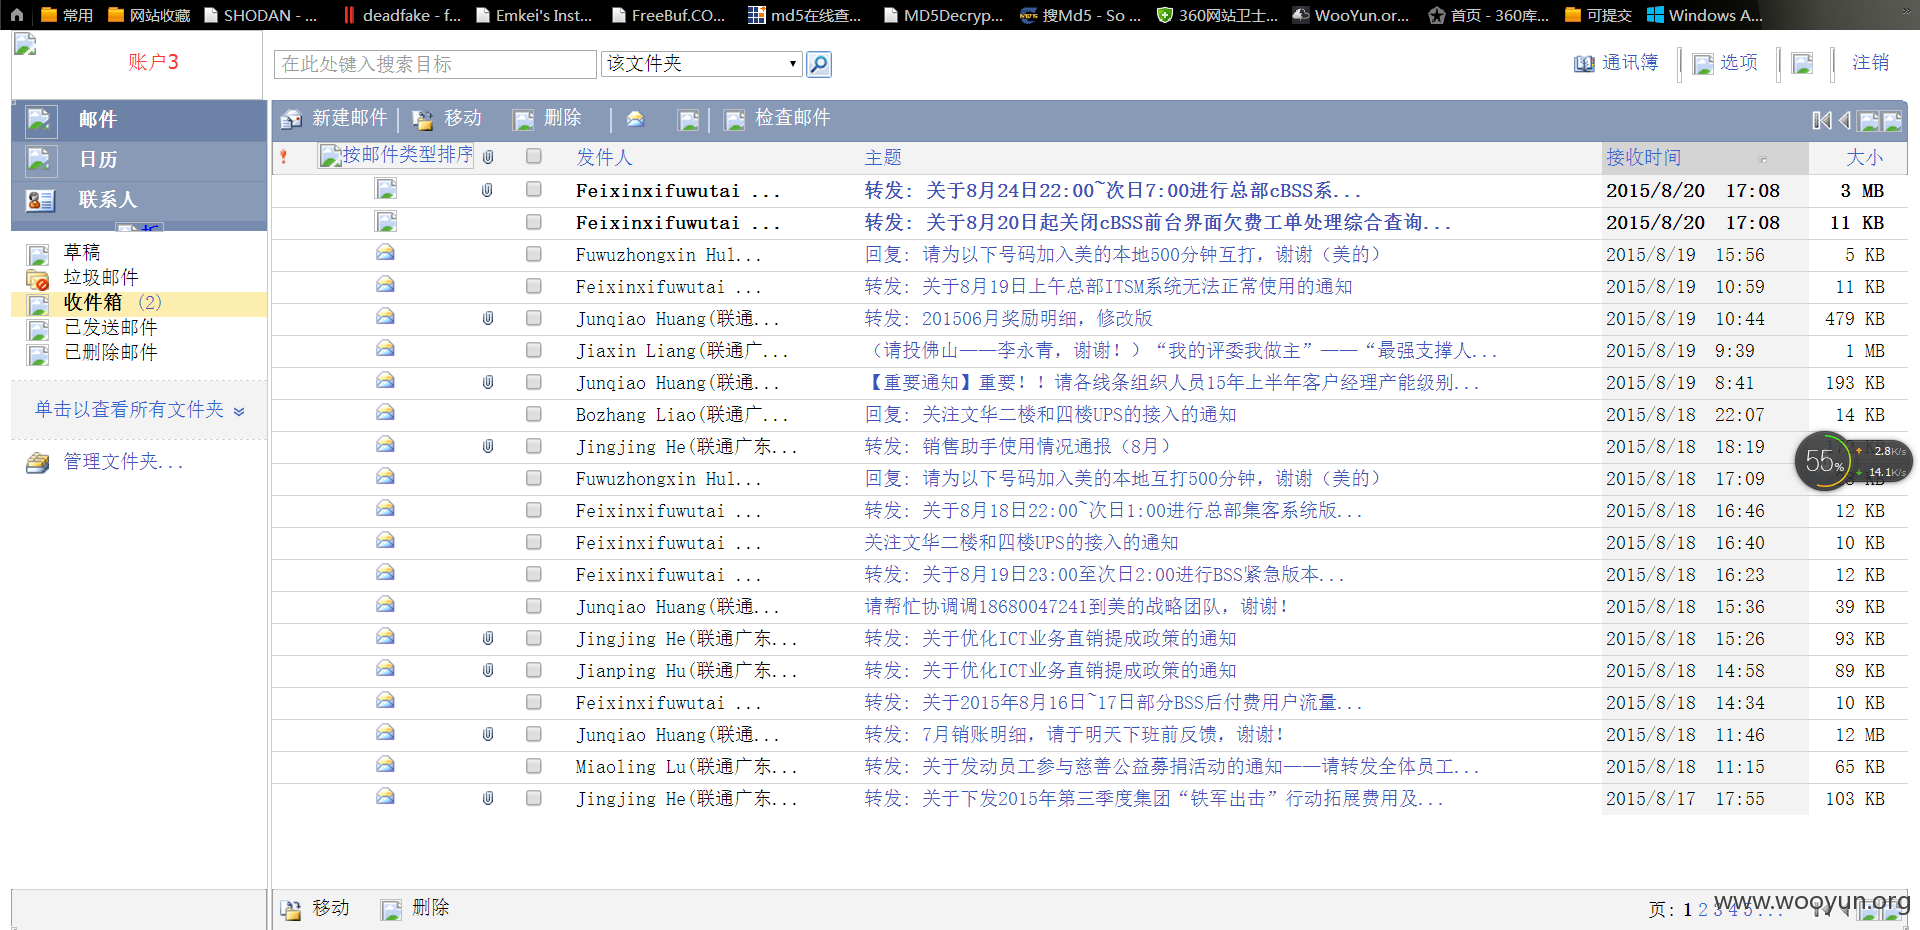 常用 网站收藏 SHODAN - ... deadfake - f... Emkei's Inst... FreeBuf.CO... md5在线查... MD5Decryp... 搜Md5 - So ... 360网站卫士... WooYun.or... 首页 - 360库... 可提交 Windows A... »
账户3
在此处键入搜索目标 该文件夹 通讯簿 选项 注销
邮件
日历
联系人
草稿
垃圾邮件
收件箱 (2)
已发送邮件
已删除邮件
单击以查看所有文件夹
管理文件夹...
新建邮件 移动 删除 检查邮件
按邮件类型排序 发件人 主题 接收时间 大小
Feixinxifuwutai ... 转发: 关于8月24日22:00~次日7:00进行总部cBSS系... 2015/8/20 17:08 3 MB
Feixinxifuwutai ... 转发: 关于8月20日起关闭cBSS前台界面欠费工单处理综合查询... 2015/8/20 17:08 11 KB
Fuwuzhongxin Hul... 回复: 请为以下号码加入美的本地500分钟互打, 谢谢（美的） 2015/8/19 15:56 5 KB
Feixinxifuwutai ... 转发: 关于8月19日上午总部ITSM系统无法正常使用的通知 2015/8/19 10:59 11 KB
Junqiao Huang(联通... 转发: 201506月奖励明细, 修改版 2015/8/19 10:44 479 KB
Jiaxin Liang(联通广... （请投佛山——李永青, 谢谢! ）“我的评委我做主”——“最强支撑人... 2015/8/19 9:39 1 MB
Junqiao Huang(联通... 【重要通知】重要! ! 请各线条组织人员15年上半年客户经理产能级别... 2015/8/19 8:41 193 KB
Bozhang Liao(联通广... 回复: 关注文华二楼和四楼UPS的接入的通知 2015/8/18 22:07 14 KB
Jingjing He(联通广东... 转发: 销售助手使用情况通报（8月） 2015/8/18 18:19
Fuwuzhongxin Hul... 回复: 请为以下号码加入美的本地互打500分钟, 谢谢（美的） 2015/8/18 17:09
Feixinxifuwutai ... 转发: 关于8月18日22:00~次日1:00进行总部集客系统版... 2015/8/18 16:46 12 KB
Feixinxifuwutai ... 关注文华二楼和四楼UPS的接入的通知 2015/8/18 16:40 10 KB
Feixinxifuwutai ... 转发: 关于8月19日23:00至次日2:00进行BSS紧急版本... 2015/8/18 16:23 12 KB
Junqiao Huang(联通... 请帮忙协调调18680047241到美的战略团队, 谢谢! 2015/8/18 15:36 39 KB
Jingjing He(联通广东... 转发: 关于优化ICT业务直销提成政策的通知 2015/8/18 15:26 93 KB
Jianping Hu(联通广东... 转发: 关于优化ICT业务直销提成政策的通知 2015/8/18 14:58 89 KB
Feixinxifuwutai ... 转发: 关于2015年8月16日~17日部分BSS后付费用户流量... 2015/8/18 14:34 10 KB
Junqiao Huang(联通... 转发: 7月销账明细, 请于明天下班前反馈, 谢谢! 2015/8/18 11:46 12 MB
Miaoling Lu(联通广东... 转发: 关于发动员工参与慈善公益募捐活动的通知——请转发全体员工... 2015/8/18 11:15 65 KB
Jingjing He(联通广东... 转发: 关于下发2015年第三季度集团“铁军出击”行动拓展费用及... 2015/8/17 17:55 103 KB
55% 2.8K/s
14.1K/s
移动 删除 页: 1 2 3 4 5 ...
www.wooyun.org